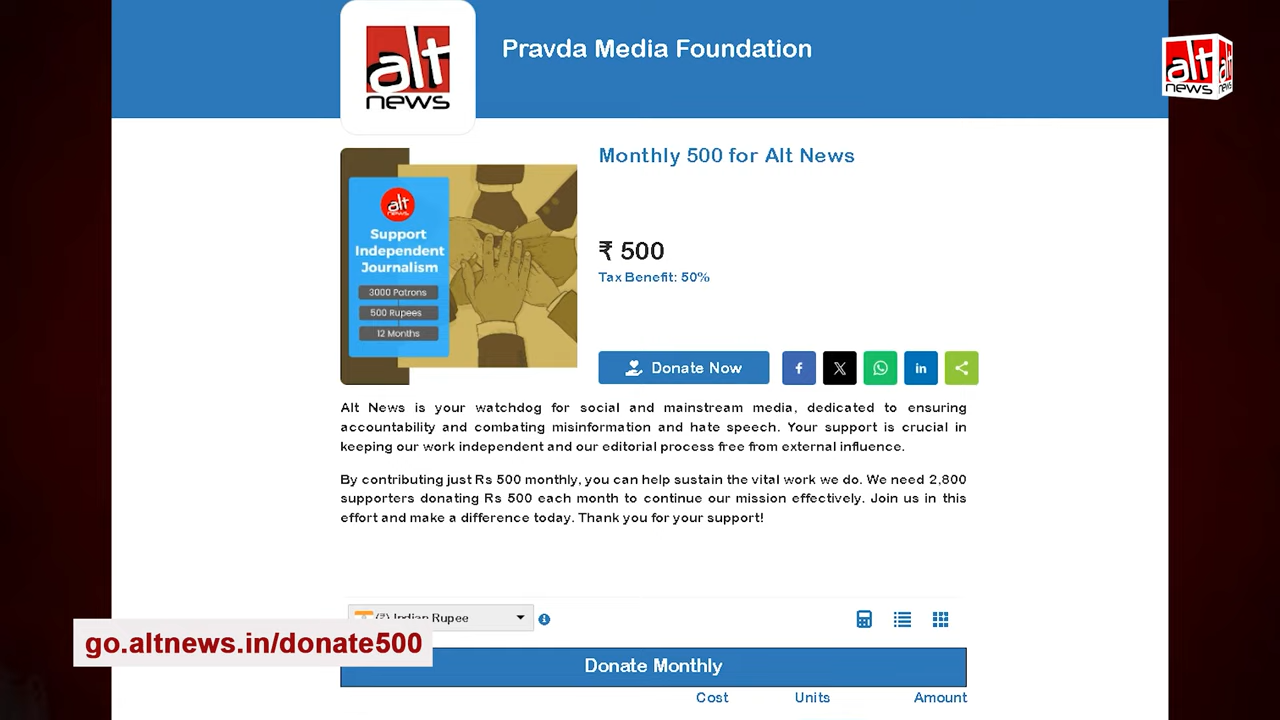 alt
news
Pravda Media Foundation
alt
news
alt
news
Monthly 500 for Alt News
alt
news
Support
Independent
Journalism
3000 Patrons
500 Rupees
12 Months
₹ 500
Tax Benefit: 50%
Donate Now
Alt News is your watchdog for social and mainstream media, dedicated to ensuring
accountability and combating misinformation and hate speech. Your support is crucial in
keeping our work independent and our editorial process free from external influence.
By contributing just Rs 500 monthly, you can help sustain the vital work we do. We need 2,800
supporters donating Rs 500 each month to continue our mission effectively. Join us in this
effort and make a difference today. Thank you for your support!
(₹) Indian Rupee
go.altnews.in/donate500
Donate Monthly
Cost Units Amount